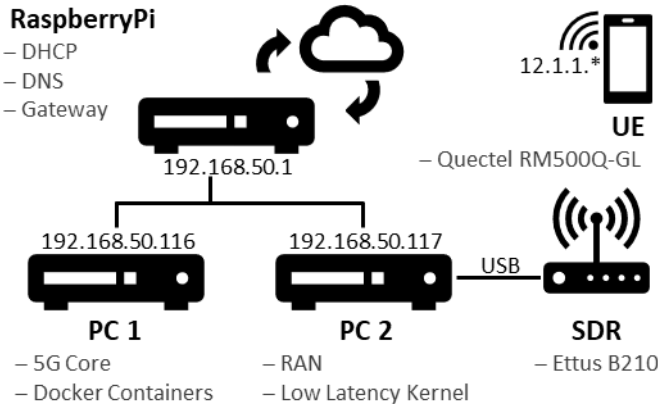 RaspberryPi
– DHCP
– DNS
– Gateway
192.168.50.1
12.1.1.*
UE
– Quectel RM500Q-GL
192.168.50.116
192.168.50.117
USB
PC 1
– 5G Core
– Docker Containers
PC 2
– RAN
– Low Latency Kernel
SDR
– Ettus B210